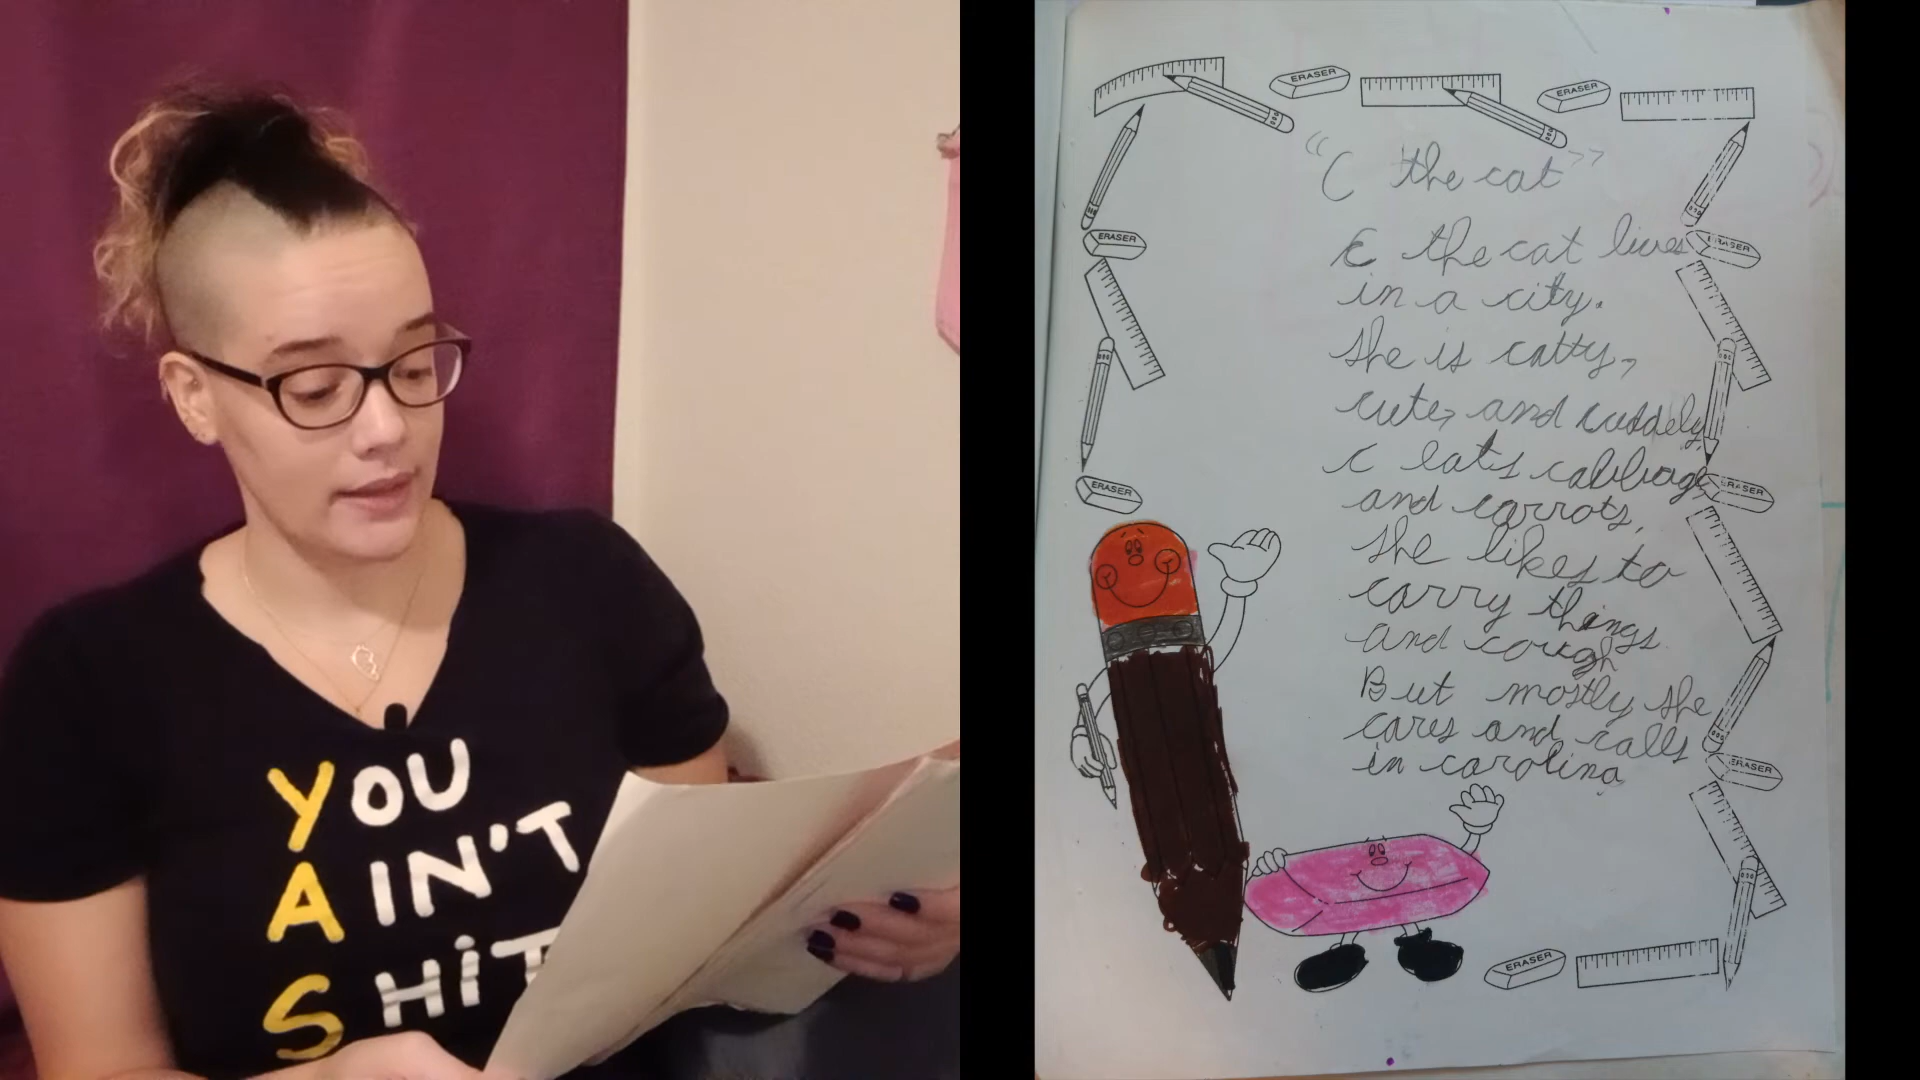 YOU
AIN'T
SHIT
"C the cat"
C the cat lives
in a city.
She is catty,
cute, and cuddely
C eats cabbage
and carrots,
She likes to
carry things
and cough
But mostly she
cares and calls
in carolina
ERASER
ERASER
ERASER
ERASER
ERASER
ERASER
ERASER
ERASER